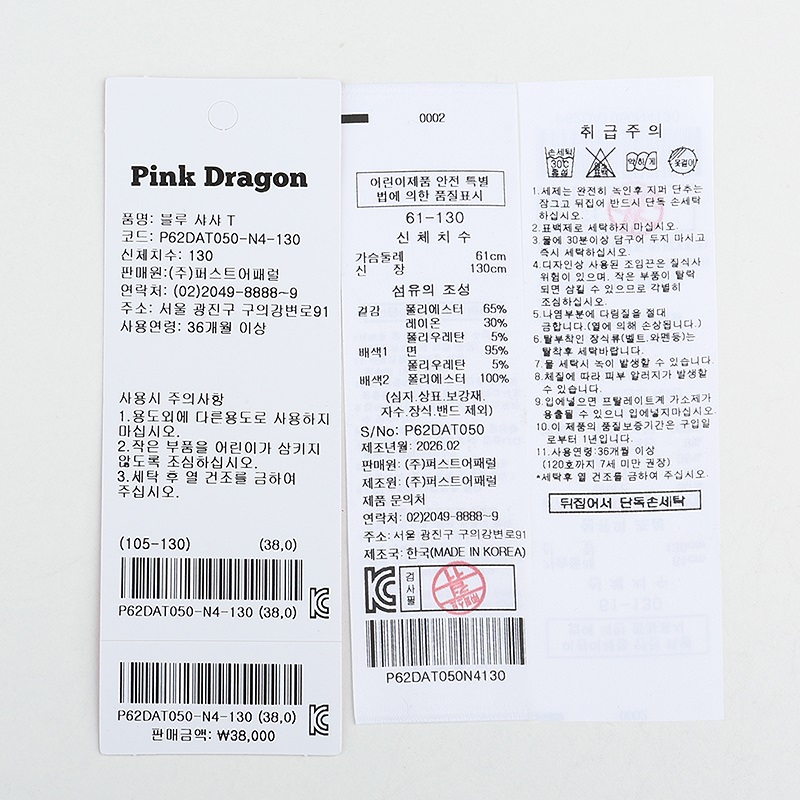 Pink Dragon
품명: 블루 샤샤 T
코드: P62DAT050-N4-130
신체치수: 130
판매원:(주)퍼스트어패럴
연락처: (02)2049-8888~9
주소: 서울 광진구 구의강변로91
사용연령: 36개월 이상
사용시 주의사항
1.용도외에 다른용도로 사용하지
마십시오.
2.작은 부품을 어린이가 삼키지
않도록 조심하십시오.
3.세탁 후 열 건조를 금하여
주십시오.
(105-130) (38,0)
P62DAT050-N4-130 (38,0)
P62DAT050-N4-130 (38,0)
판매금액: ₩38,000
0002
어린이제품 안전 특별
법에 의한 품질표시
61-130
신체치수
가슴둘레 61cm
신 장 130cm
섬유의 조성
겉감 폴리에스터 65%
레이온 30%
폴리우레탄 5%
배색1 면 95%
폴리우레탄 5%
배색2 폴리에스터 100%
(심지.상표.보강재.
자수.장식.밴드 제외)
S/No: P62DAT050
제조년월: 2026.02
판매원: (주)퍼스트어패럴
제조원: (주)퍼스트어패럴
제품 문의처
연락처: 02)2049-8888~9
주소: 서울 광진구 구의강변로91
제조국: 한국(MADE IN KOREA)
검사필
P62DAT050N4130
취급주의
손세탁
30℃
중성
염소
표백
약하게
옷걸이
1.세제는 완전히 녹인후 지퍼 단추는
잠그고 뒤집어 반드시 단독 손세탁
하십시오.
2.표백제로 세탁하지 마십시오.
3.물에 30분이상 담구어 두지 마시고
즉시 세탁하십시오.
4.디자인상 사용된 조임끈은 질식사
위험이 있으며, 작은 부품이 탈락
되면 삼킬 수 있으므로 각별히
조심하십시오.
5.나염부분에 다림질을 절대
금합니다.(열에 의해 손상됩니다.)
6.탈부착인 장식류(벨트.와펜등)는
탈착후 세탁바랍니다.
7.물 세탁시 녹이 발생할 수 있습니다.
8.체질에 따라 피부 알러지가 발생할
수 있습니다.
9.입에넣으면 프탈레이트계 가소제가
용출될 수 있으니 입에넣지마십시오.
10.이 제품의 품질보증기간은 구입일
로부터 1년입니다.
11.사용연령:36개월 이상
(120호까지 7세 미만 권장)
*세탁후 열 건조를 금하여 주십시오.
뒤집어서 단독손세탁